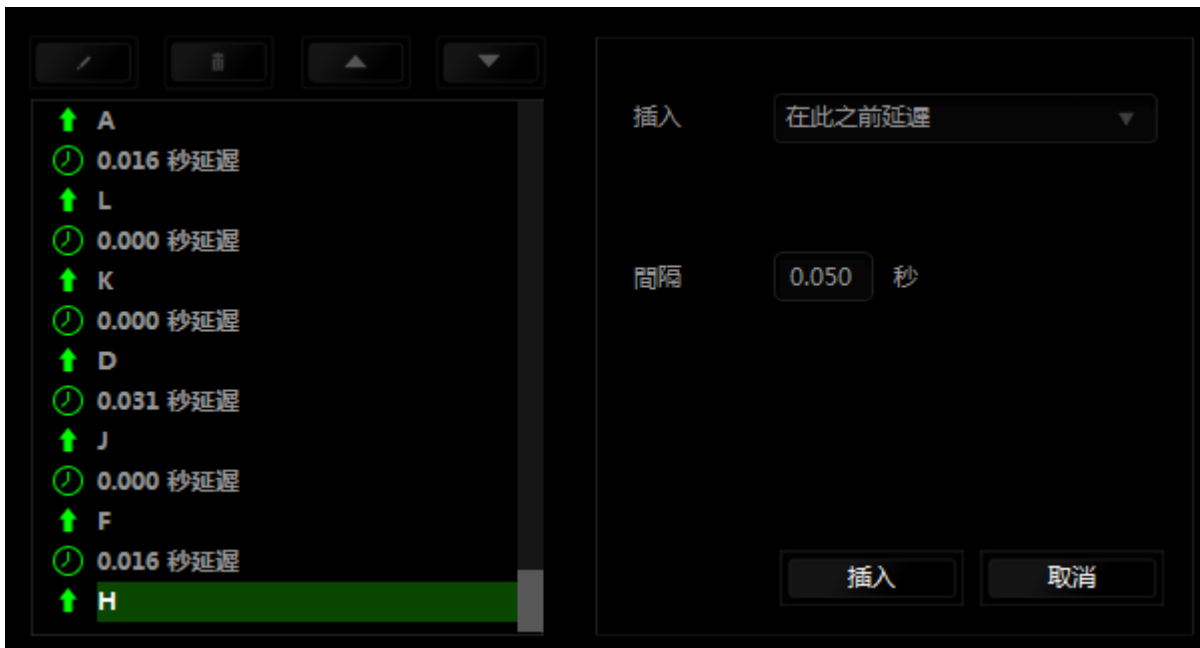 A
0.016 秒延遲
L
0.000 秒延遲
K
0.000 秒延遲
D
0.031 秒延遲
J
0.000 秒延遲
F
0.016 秒延遲
H
插入 在此之前延遲
間隔 0.050 秒
插入 取消